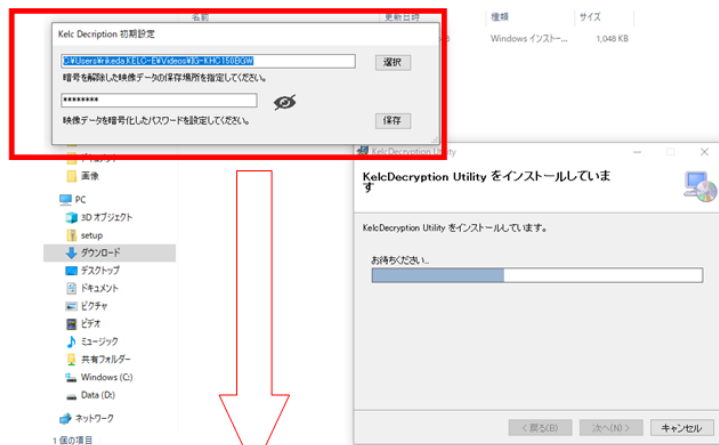 名前 更新日時 種類 サイズ
Windows インストー... 1,048 KB
Kelc Decription 初期設定
選択
暗号を解除した映像データの保存場所を指定してください。
********
映像データを暗号化したパスワードを設定してください。
保存
ドキュメント
画像
PC
3D オブジェクト
setup
ダウンロード
デスクトップ
ドキュメント
ピクチャ
ビデオ
ミュージック
共有フォルダー
Windows (C:)
Data (D:)
ネットワーク
1 個の項目
KelcDecryption Utility
KelcDecryption Utility をインストールしていま
す
KelcDecryption Utility をインストールしています。
お待ちください...
< 戻る(B) 次へ(N) > キャンセル